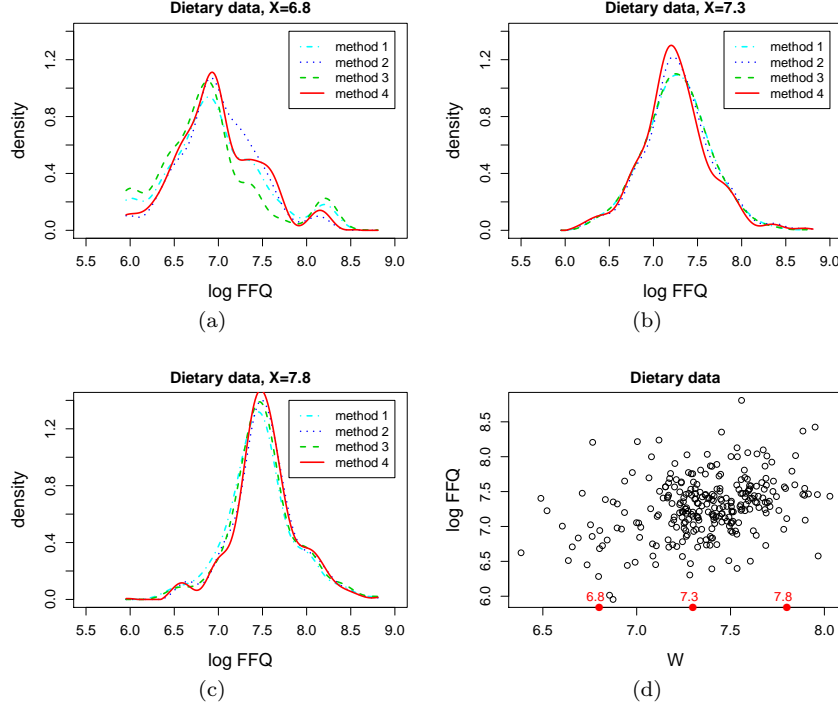 Dietary data, X=6.8
density
0.0 0.4 0.8 1.2
method 1
method 2
method 3
method 4
5.5 6.0 6.5 7.0 7.5 8.0 8.5 9.0
log FFQ
(a)
Dietary data, X=7.3
density
0.0 0.4 0.8 1.2
method 1
method 2
method 3
method 4
5.5 6.0 6.5 7.0 7.5 8.0 8.5 9.0
log FFQ
(b)
Dietary data, X=7.8
density
0.0 0.4 0.8 1.2
method 1
method 2
method 3
method 4
5.5 6.0 6.5 7.0 7.5 8.0 8.5 9.0
log FFQ
(c)
Dietary data
log FFQ
6.0 6.5 7.0 7.5 8.0 8.5
6.8 7.3 7.8
6.5 7.0 7.5 8.0
W
(d)